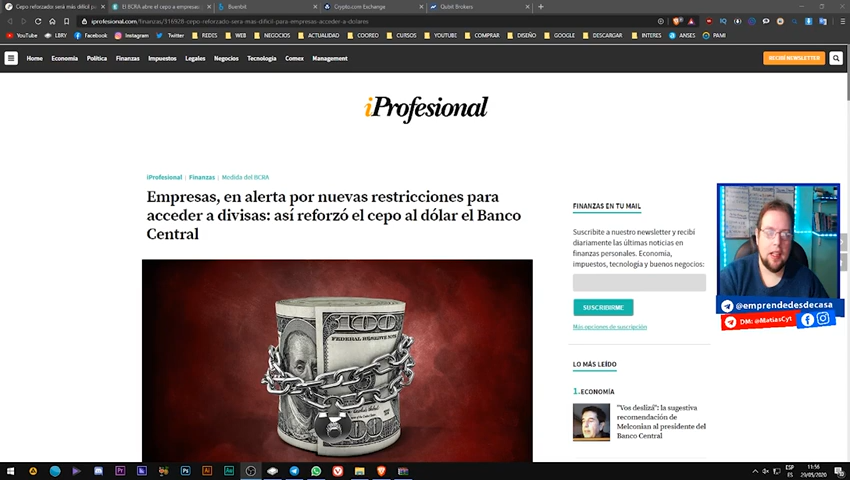 Cepo reforzado: será más difícil p
El BCRA abre el cepo a empresas
Buenbit
Crypto.com Exchange
Qubit Brokers
iprofesional.com/finanzas/316928-cepo-reforzado-sera-mas-dificil-para-empresas-acceder-a-dolares
YouTube LBRY Facebook Instagram Twitter REDES WEB NEGOCIOS ACTUALIDAD COOREO CURSOS YOUTUBE COMPRAR DISEÑO GOOGLE DESCARGAR INTERES ANSES PAMI
Home Economía Política Finanzas Impuestos Legales Negocios Tecnología Comex Management
RECIBÍ NEWSLETTER
iProfesional
iProfesional | Finanzas | Medida del BCRA
Empresas, en alerta por nuevas restricciones para
acceder a divisas: así reforzó el cepo al dólar el Banco
Central
100
FEDERAL RESERVE NOTE
FINANZAS EN TU MAIL
Suscribite a nuestro newsletter y recibí
diariamente las últimas noticias en
finanzas personales. Economía,
impuestos, tecnología y buenos negocios:
SUSCRIBIRME
Más opciones de suscripción
LO MÁS LEÍDO
1.ECONOMÍA
"Vos deslizá": la sugestiva
recomendación de
Melconian al presidente del
Banco Central
@emprendedesdecasa
DM: @MatiasCyt
ESP
ES
11:56
29/05/2020